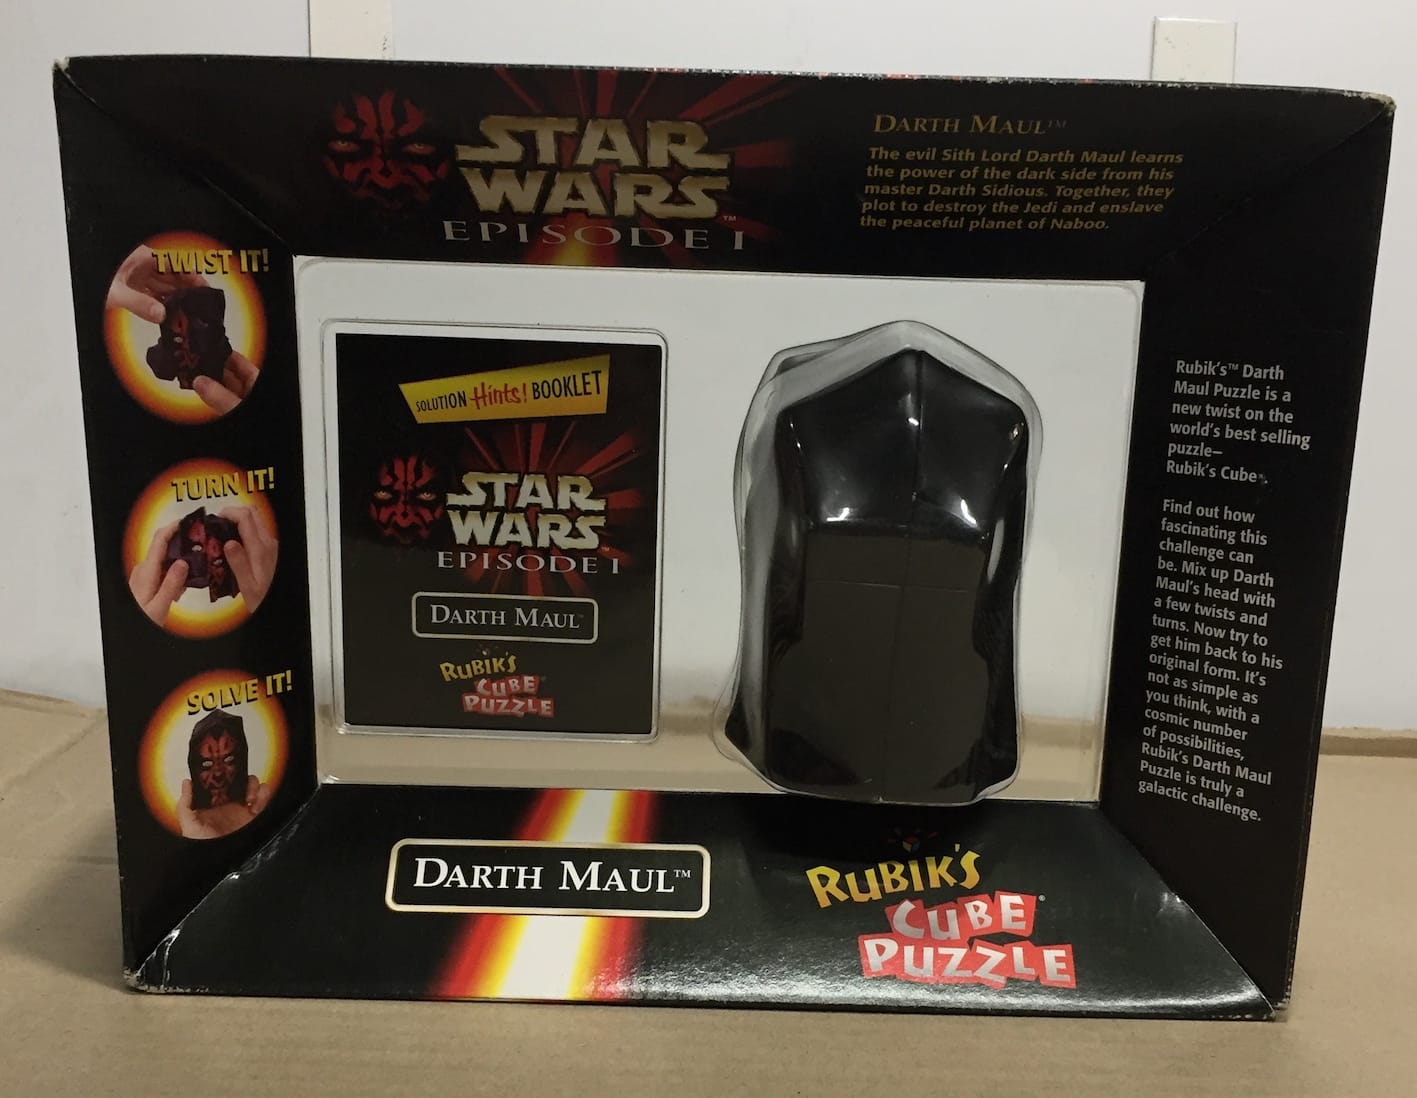 STAR
WARS™
EPISODE I
DARTH MAUL™
The evil Sith Lord Darth Maul learns
the power of the dark side from his
master Darth Sidious. Together, they
plot to destroy the Jedi and enslave
the peaceful planet of Naboo.
TWIST IT!
TURN IT!
SOLVE IT!
SOLUTION Hints! BOOKLET
STAR
WARS™
EPISODE I
DARTH MAUL™
RUBIK'S
CUBE®
PUZZLE
Rubik's™ Darth
Maul Puzzle is a
new twist on the
world's best selling
puzzle–
Rubik's Cube®.
Find out how
fascinating this
challenge can
be. Mix up Darth
Maul's head with
a few twists and
turns. Now try to
get him back to his
original form. It's
not as simple as
you think, with a
cosmic number
of possibilities,
Rubik's Darth Maul
Puzzle is truly a
galactic challenge.
DARTH MAUL™
RUBIK'S
CUBE®
PUZZLE